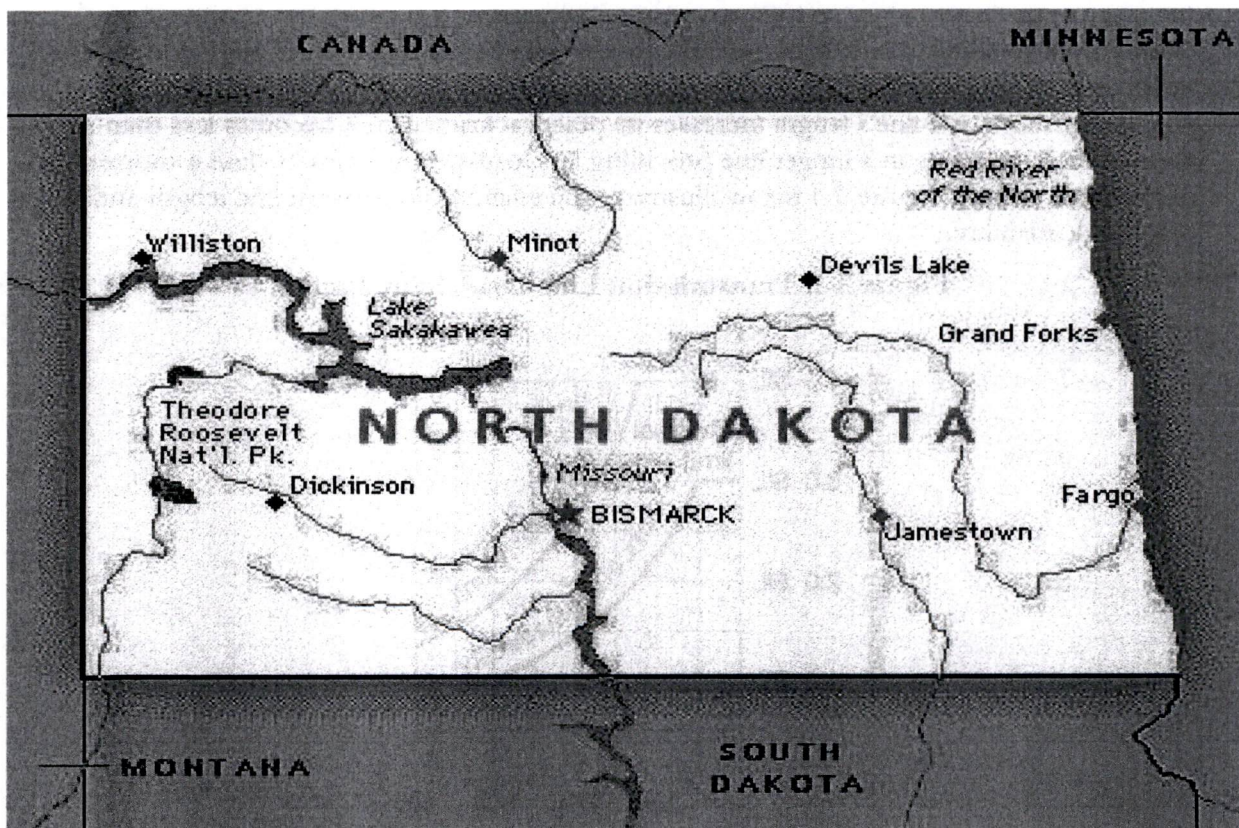 CANADA
MINNESOTA
Red River
of the North
Williston
Minot
Devils Lake
Lake
Sakakawea
Grand Forks
Theodore
Roosevelt
Nat'l. Pk.
NORTH DAKOTA
Missouri
Dickinson
Fargo
BISMARCK
Jamestown
MONTANA
SOUTH
DAKOTA